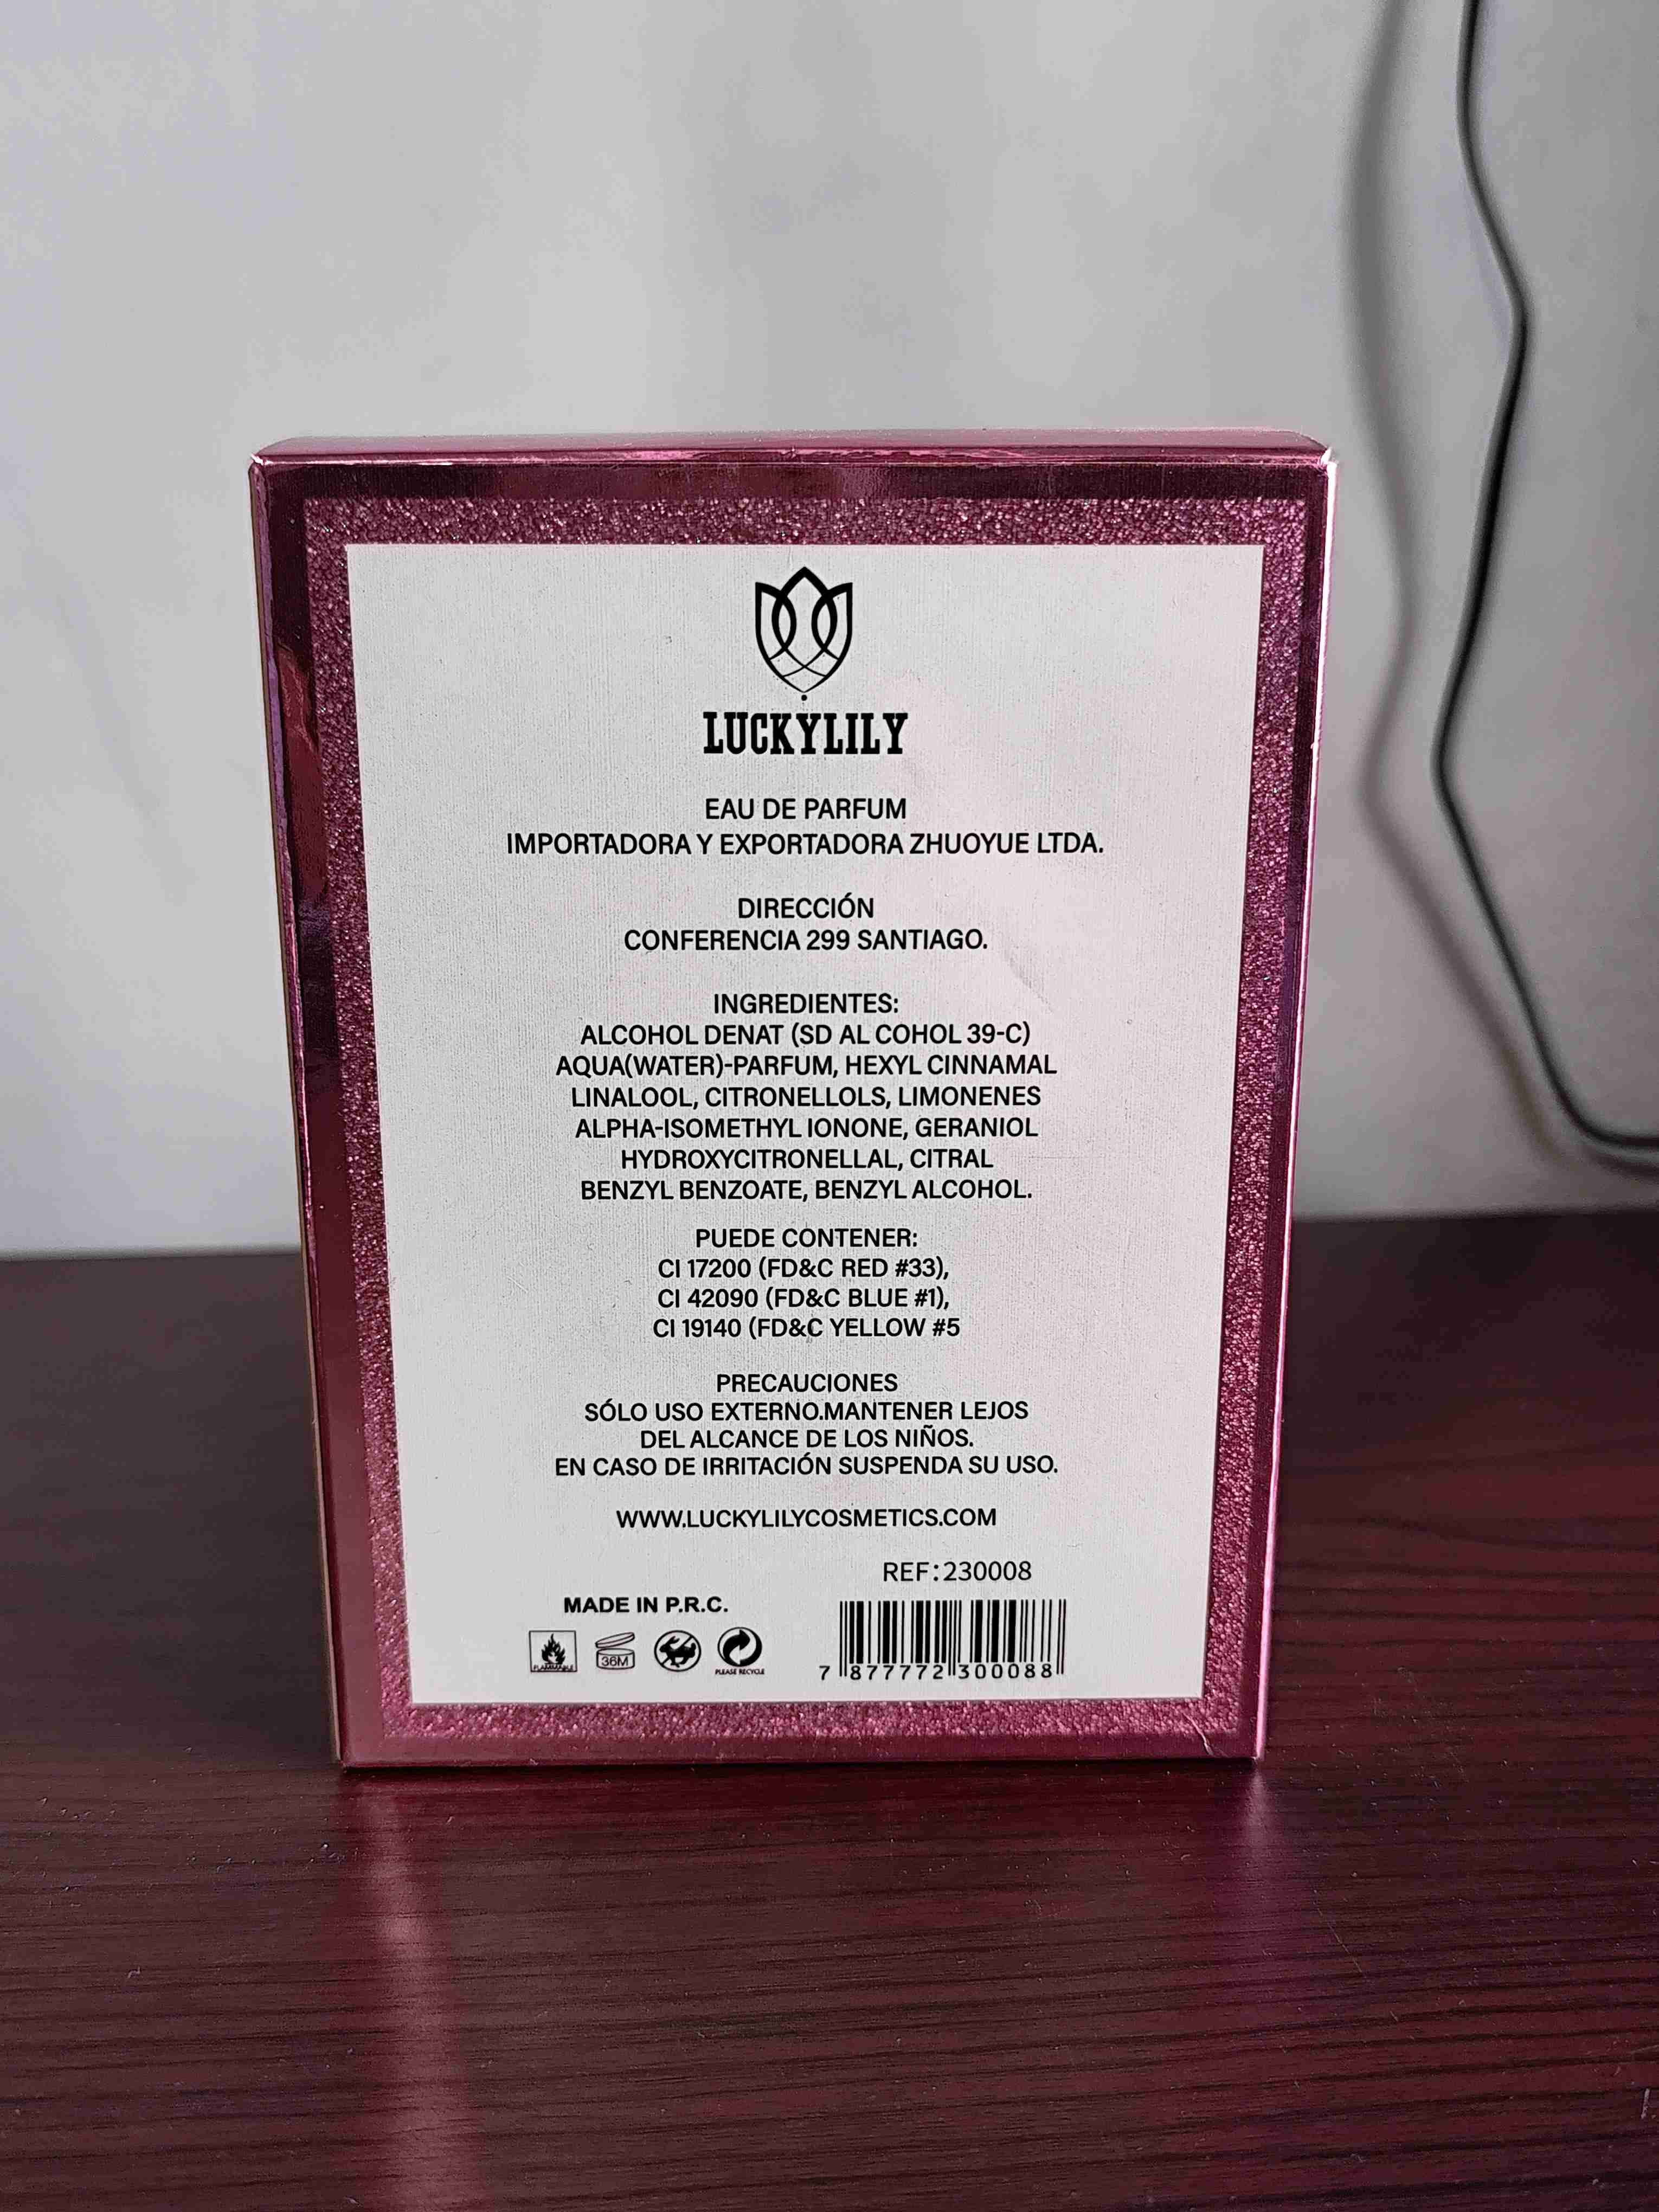 LUCKYLILY
EAU DE PARFUM
IMPORTADORA Y EXPORTADORA ZHUOYUE LTDA.
DIRECCIÓN
CONFERENCIA 299 SANTIAGO.
INGREDIENTES:
ALCOHOL DENAT (SD AL COHOL 39-C)
AQUA(WATER)-PARFUM, HEXYL CINNAMAL
LINALOOL, CITRONELLOLS, LIMONENES
ALPHA-ISOMETHYL IONONE, GERANIOL
HYDROXYCITRONELLAL, CITRAL
BENZYL BENZOATE, BENZYL ALCOHOL.
PUEDE CONTENER:
CI 17200 (FD&C RED #33),
CI 42090 (FD&C BLUE #1),
CI 19140 (FD&C YELLOW #5
PRECAUCIONES
SÓLO USO EXTERNO.MANTENER LEJOS
DEL ALCANCE DE LOS NIÑOS.
EN CASO DE IRRITACIÓN SUSPENDA SU USO.
WWW.LUCKYLILYCOSMETICS.COM
REF:230008
MADE IN P.R.C.
FLAMMABLE
36M
PLEASE RECYCLE
7 877772 300088